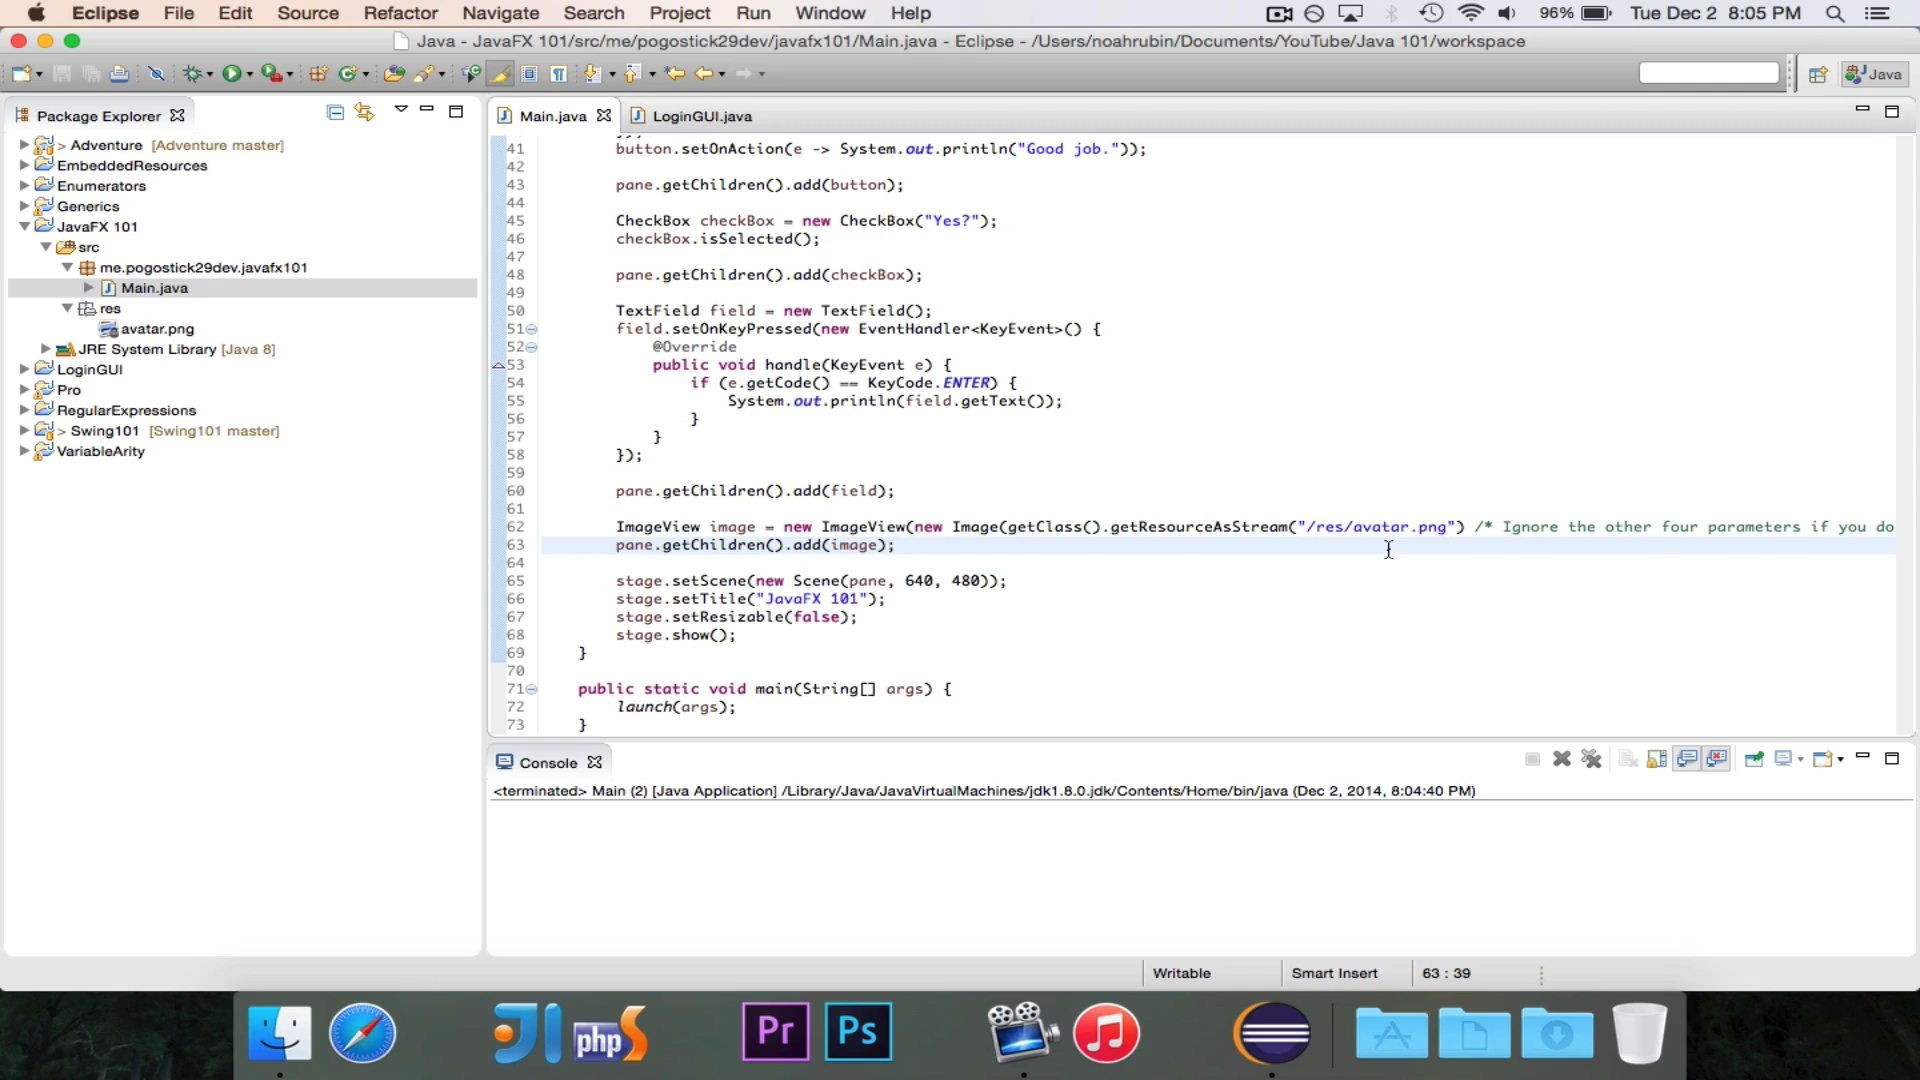 Eclipse File Edit Source Refactor Navigate Search Project Run Window Help 96% Tue Dec 2 8:05 PM
Java - JavaFX 101/src/me/pogostick29dev/javafx101/Main.java - Eclipse - /Users/noahrubin/Documents/YouTube/Java 101/workspace
Java
Package Explorer
> Adventure [Adventure master]
EmbeddedResources
Enumerators
Generics
JavaFX 101
src
me.pogostick29dev.javafx101
Main.java
res
avatar.png
JRE System Library [Java 8]
LoginGUI
Pro
RegularExpressions
> Swing101 [Swing101 master]
VariableArity
Main.java LoginGUI.java
41 button.setOnAction(e -> System.out.println("Good job."));
42
43 pane.getChildren().add(button);
44
45 CheckBox checkBox = new CheckBox("Yes?");
46 checkBox.isSelected();
47
48 pane.getChildren().add(checkBox);
49
50 TextField field = new TextField();
51 field.setOnKeyPressed(new EventHandler<KeyEvent>() {
52 @Override
53 public void handle(KeyEvent e) {
54 if (e.getCode() == KeyCode.ENTER) {
55 System.out.println(field.getText());
56 }
57 }
58 });
59
60 pane.getChildren().add(field);
61
62 ImageView image = new ImageView(new Image(getClass().getResourceAsStream("/res/avatar.png") /* Ignore the other four parameters if you do
63 pane.getChildren().add(image);
64
65 stage.setScene(new Scene(pane, 640, 480));
66 stage.setTitle("JavaFX 101");
67 stage.setResizable(false);
68 stage.show();
69 }
70
71 public static void main(String[] args) {
72 launch(args);
73 }
Console
<terminated> Main (2) [Java Application] /Library/Java/JavaVirtualMachines/jdk1.8.0.jdk/Contents/Home/bin/java (Dec 2, 2014, 8:04:40 PM)
Writable Smart Insert 63 : 39
JI php S Pr Ps